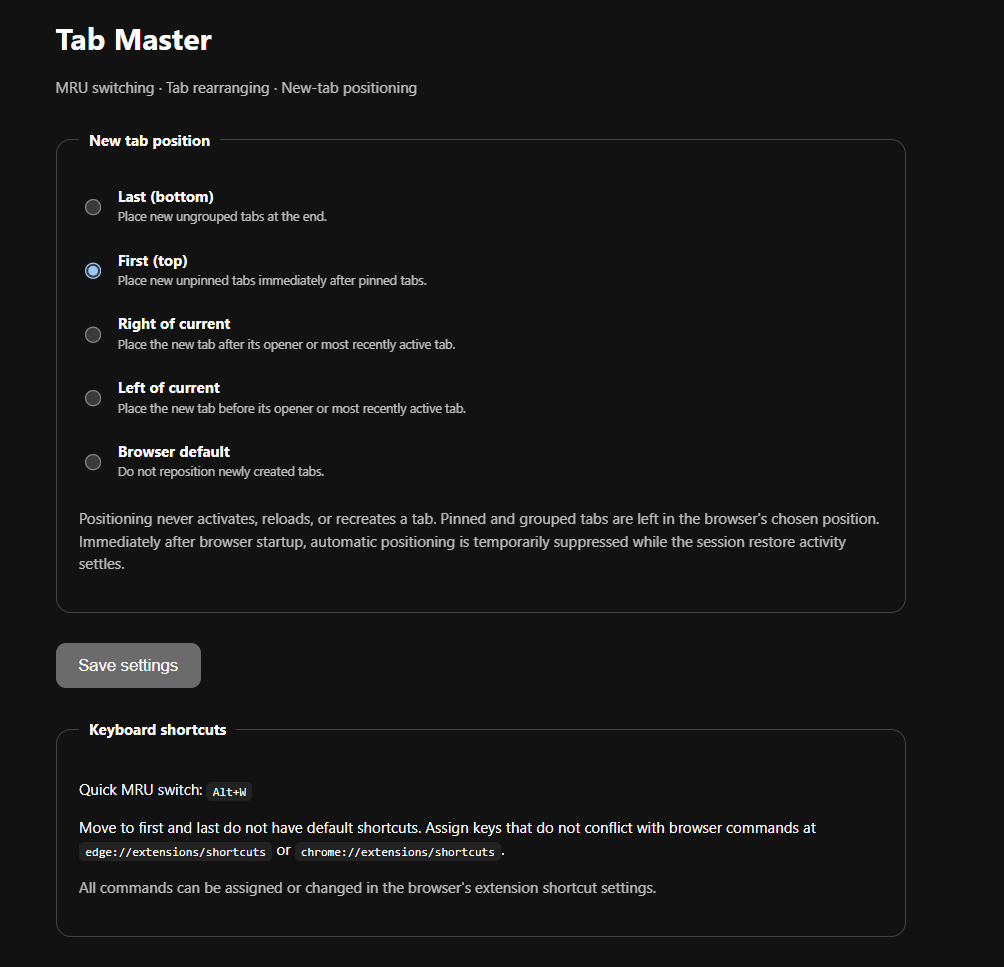 Tab Master
MRU switching · Tab rearranging · New-tab positioning
New tab position
Last (bottom)
Place new ungrouped tabs at the end.
First (top)
Place new unpinned tabs immediately after pinned tabs.
Right of current
Place the new tab after its opener or most recently active tab.
Left of current
Place the new tab before its opener or most recently active tab.
Browser default
Do not reposition newly created tabs.
Positioning never activates, reloads, or recreates a tab. Pinned and grouped tabs are left in the browser's chosen position.
Immediately after browser startup, automatic positioning is temporarily suppressed while the session restore activity
settles.
Save settings
Keyboard shortcuts
Quick MRU switch: Alt+W
Move to first and last do not have default shortcuts. Assign keys that do not conflict with browser commands at
edge://extensions/shortcuts or chrome://extensions/shortcuts.
All commands can be assigned or changed in the browser's extension shortcut settings.